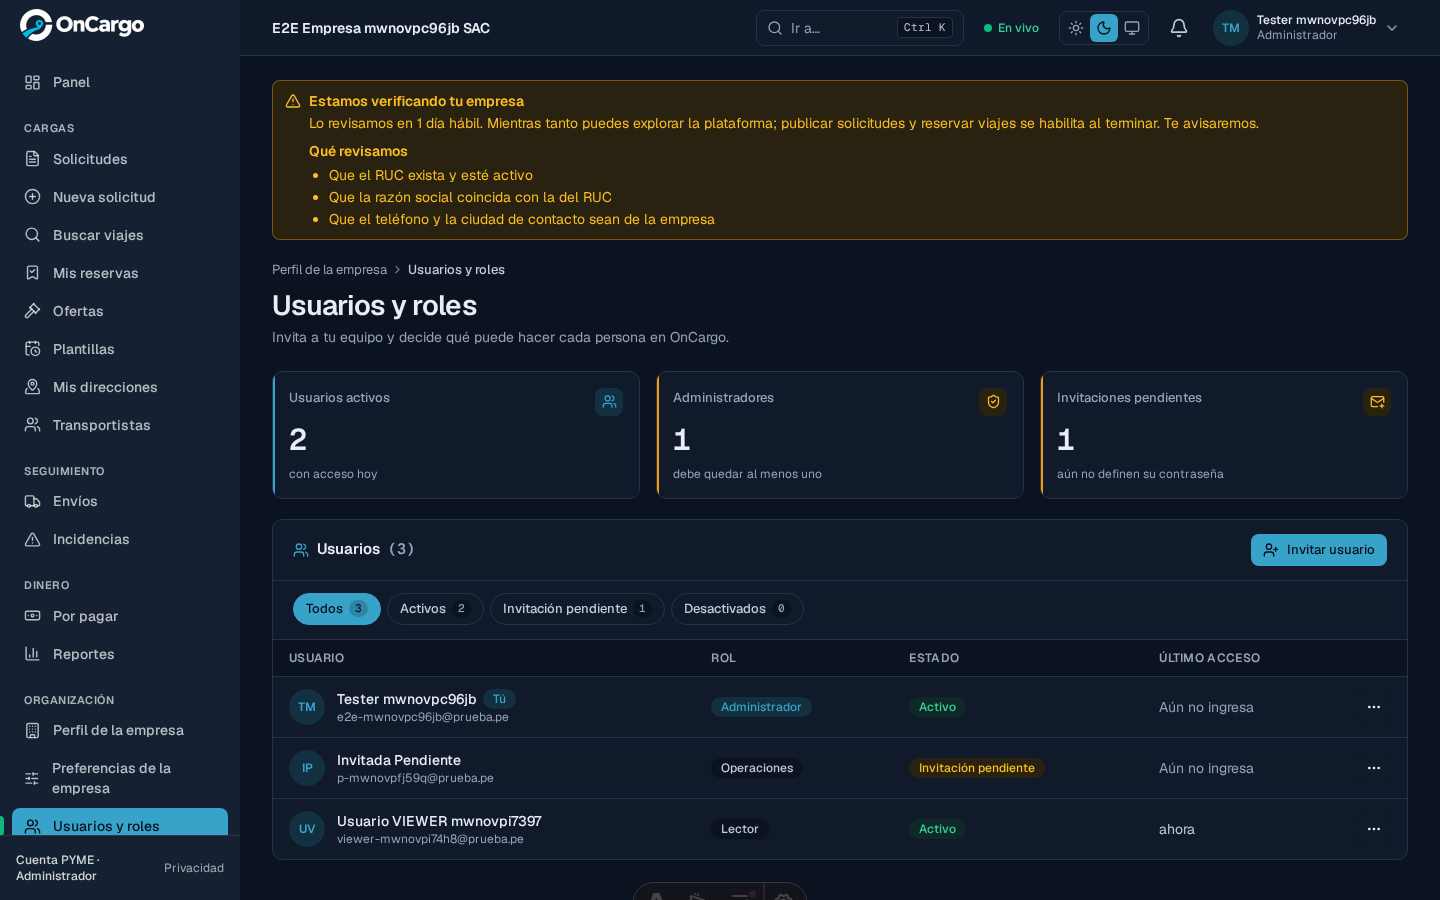 OnCargo
E2E Empresa mwnovpc96jb SAC
Ir a...
Ctrl K
En vivo
TM
Tester mwnovpc96jb
Administrador
Panel
CARGAS
Solicitudes
Nueva solicitud
Buscar viajes
Mis reservas
Ofertas
Plantillas
Mis direcciones
Transportistas
SEGUIMIENTO
Envíos
Incidencias
DINERO
Por pagar
Reportes
ORGANIZACIÓN
Perfil de la empresa
Preferencias de la
empresa
Usuarios y roles
Cuenta PYME ·
Administrador
Privacidad
Estamos verificando tu empresa
Lo revisamos en 1 día hábil. Mientras tanto puedes explorar la plataforma; publicar solicitudes y reservar viajes se habilita al terminar. Te avisaremos.
Qué revisamos
• Que el RUC exista y esté activo
• Que la razón social coincida con la del RUC
• Que el teléfono y la ciudad de contacto sean de la empresa
Perfil de la empresa > Usuarios y roles
Usuarios y roles
Invita a tu equipo y decide qué puede hacer cada persona en OnCargo.
Usuarios activos
2
con acceso hoy
Administradores
1
debe quedar al menos uno
Invitaciones pendientes
1
aún no definen su contraseña
Usuarios (3)
Invitar usuario
Todos 3
Activos 2
Invitación pendiente 1
Desactivados 0
USUARIO ROL ESTADO ÚLTIMO ACCESO
TM Tester mwnovpc96jb Tú Administrador Activo Aún no ingresa
e2e-mwnovpc96jb@prueba.pe
IP Invitada Pendiente Operaciones Invitación pendiente Aún no ingresa
p-mwnovpfj59q@prueba.pe
UV Usuario VIEWER mwnovpi7397 Lector Activo ahora
viewer-mwnovpi74h8@prueba.pe